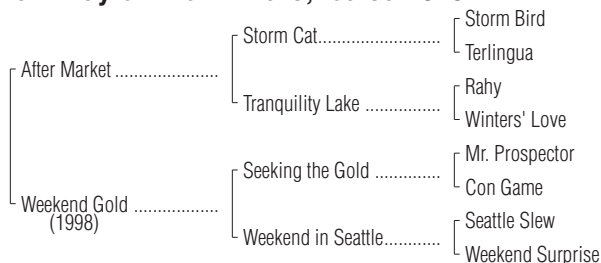 Storm Bird
Storm Cat..........................
Terlingua
After Market ......................
Rahy
Tranquility Lake ................
Winters' Love
Mr. Prospector
Seeking the Gold ..............
Con Game
Weekend Gold ..................
(1998)
Seattle Slew
Weekend in Seattle............
Weekend Surprise